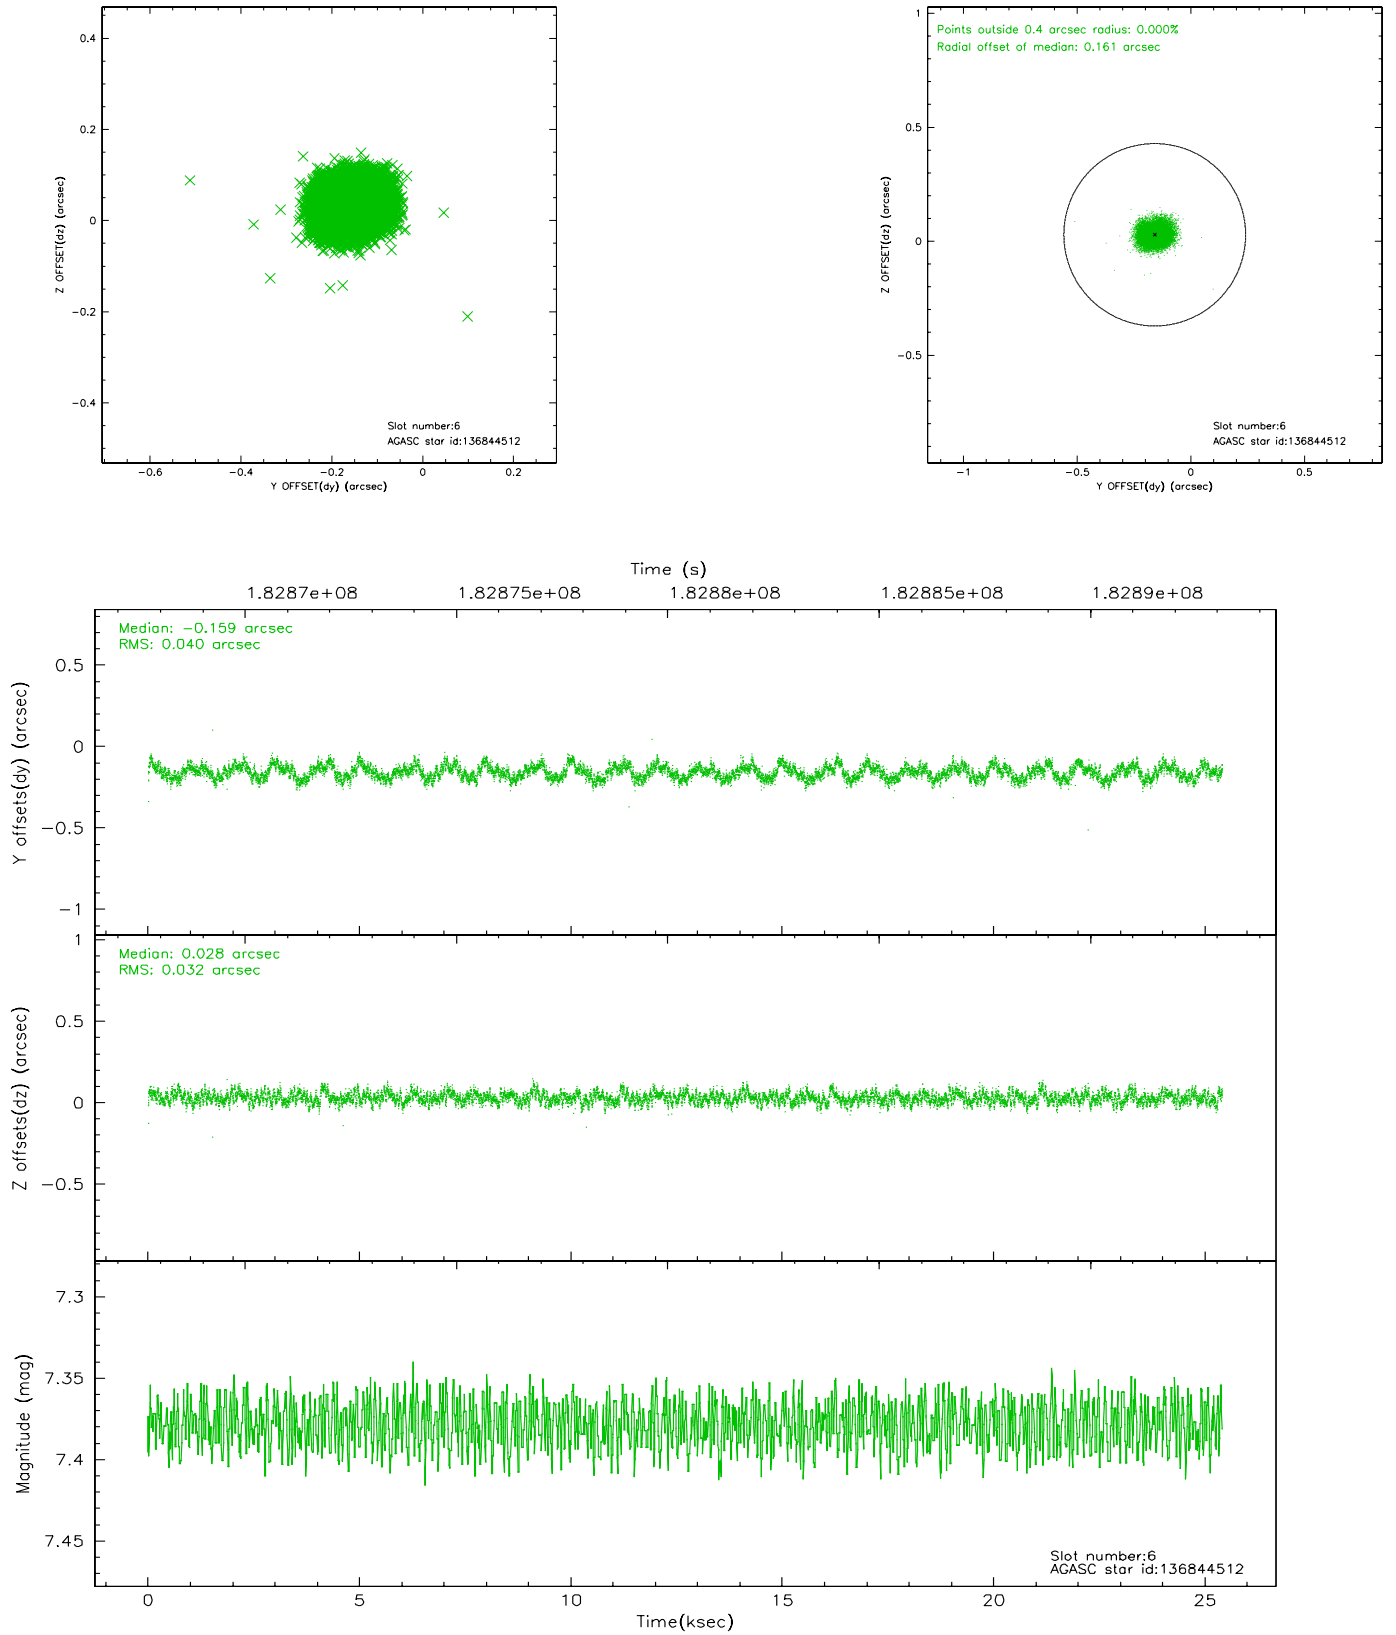 0.4
0.2
0
−0.2
−0.4
Z OFFSET(dz) (arcsec)
Slot number:6
AGASC star id:136844512
−0.6 −0.4 −0.2 0 0.2
Y OFFSET(dy) (arcsec)
Points outside 0.4 arcsec radius: 0.000%
Radial offset of median: 0.161 arcsec
1
0.5
0
−0.5
Z OFFSET(dz) (arcsec)
Slot number:6
AGASC star id:136844512
−1 −0.5 0 0.5
Y OFFSET(dy) (arcsec)
Time (s)
1.8287e+08 1.82875e+08 1.8288e+08 1.82885e+08 1.8289e+08
Median: −0.159 arcsec
RMS: 0.040 arcsec
0.5
0
−0.5
−1
Y offsets(dy) (arcsec)
Median: 0.028 arcsec
RMS: 0.032 arcsec
1
0.5
0
−0.5
Z offsets(dz) (arcsec)
7.3
7.35
7.4
7.45
Magnitude (mag)
Slot number:6
AGASC star id:136844512
0 5 10 15 20 25
Time(ksec)